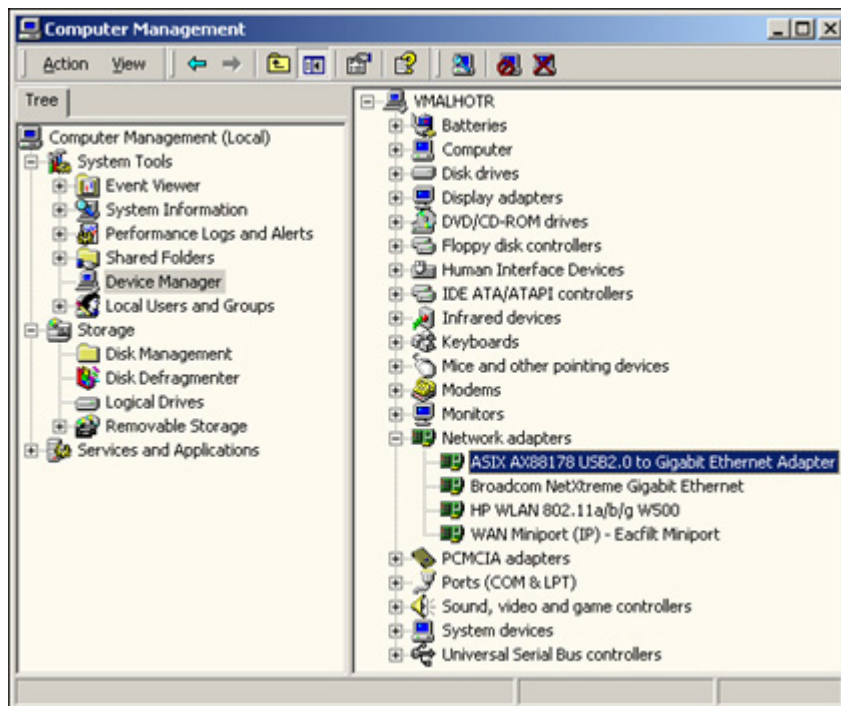 Computer Management
Action View
Tree
Computer Management (Local)
System Tools
Event Viewer
System Information
Performance Logs and Alerts
Shared Folders
Device Manager
Local Users and Groups
Storage
Disk Management
Disk Defragmenter
Logical Drives
Removable Storage
Services and Applications
VMALHOTR
Batteries
Computer
Disk drives
Display adapters
DVD/CD-ROM drives
Floppy disk controllers
Human Interface Devices
IDE ATA/ATAPI controllers
Infrared devices
Keyboards
Mice and other pointing devices
Modems
Monitors
Network adapters
ASIX AX88178 USB2.0 to Gigabit Ethernet Adapter
Broadcom NetXtreme Gigabit Ethernet
HP WLAN 802.11a/b/g W500
WAN Miniport (IP) - Eacfilt Miniport
PCMCIA adapters
Ports (COM & LPT)
Sound, video and game controllers
System devices
Universal Serial Bus controllers